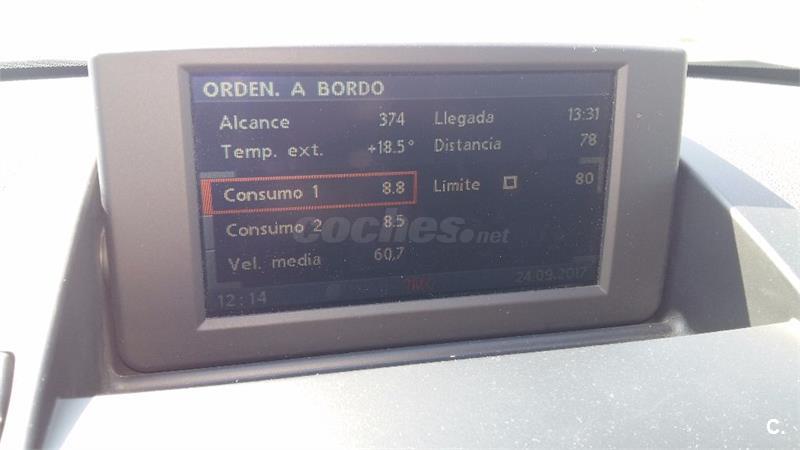 ORDEN. A BORDO
Alcance 374 Llegada 13:31
Temp. ext. +18.5° Distancia 78
Consumo 1 8.8 Limite 80
Consumo 2 8.5
coches.net
Vel. media 60,7
12:14 24.09.2017
C.